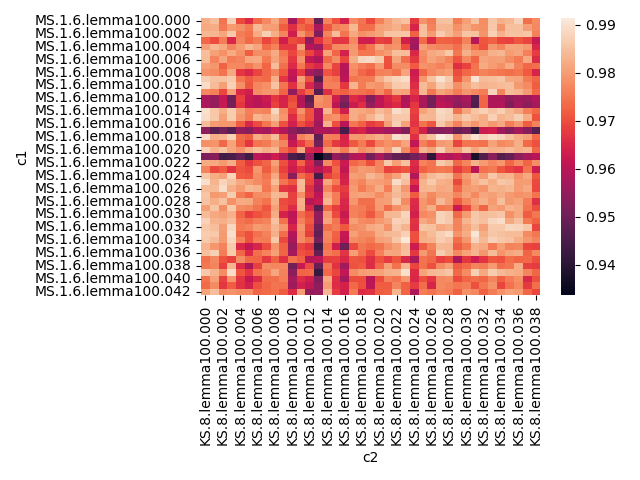 c1
MS.1.6.lemma100.000
MS.1.6.lemma100.002
MS.1.6.lemma100.004
MS.1.6.lemma100.006
MS.1.6.lemma100.008
MS.1.6.lemma100.010
MS.1.6.lemma100.012
MS.1.6.lemma100.014
MS.1.6.lemma100.016
MS.1.6.lemma100.018
MS.1.6.lemma100.020
MS.1.6.lemma100.022
MS.1.6.lemma100.024
MS.1.6.lemma100.026
MS.1.6.lemma100.028
MS.1.6.lemma100.030
MS.1.6.lemma100.032
MS.1.6.lemma100.034
MS.1.6.lemma100.036
MS.1.6.lemma100.038
MS.1.6.lemma100.040
MS.1.6.lemma100.042
KS.8.lemma100.000
KS.8.lemma100.002
KS.8.lemma100.004
KS.8.lemma100.006
KS.8.lemma100.008
KS.8.lemma100.010
KS.8.lemma100.012
KS.8.lemma100.014
KS.8.lemma100.016
KS.8.lemma100.018
KS.8.lemma100.020
KS.8.lemma100.022
KS.8.lemma100.024
KS.8.lemma100.026
KS.8.lemma100.028
KS.8.lemma100.030
KS.8.lemma100.032
KS.8.lemma100.034
KS.8.lemma100.036
KS.8.lemma100.038
c2
0.99
0.98
0.97
0.96
0.95
0.94